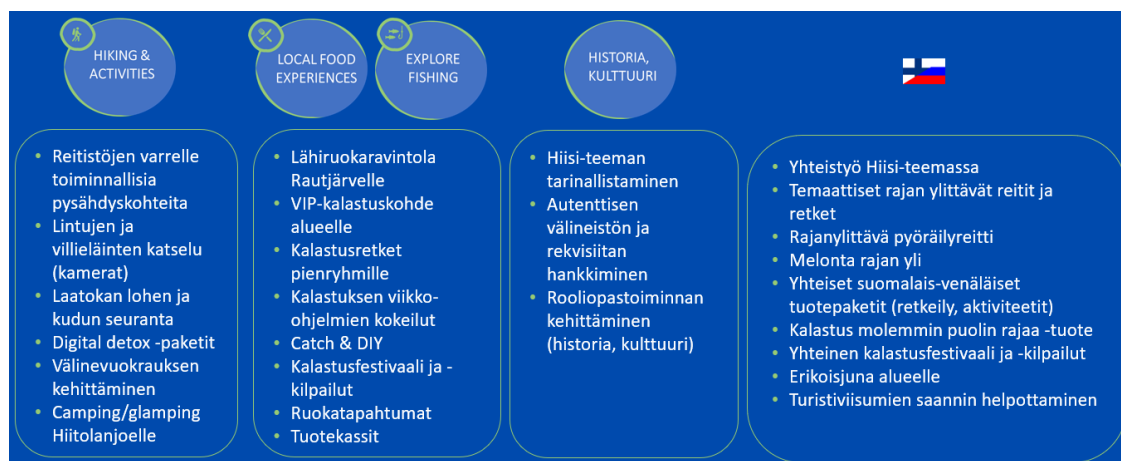 HIKING &
ACTIVITIES
LOCAL FOOD
EXPERIENCES
EXPLORE
FISHING
HISTORIA,
KULTTUURI
• Reitistöjen varrelle
toiminnallisia
pysähdyskohteita
• Lintujen ja
villieläinten katselu
(kamerat)
• Laatokan lohen ja
kudun seuranta
• Digital detox -paketit
• Välinevuokrauksen
kehittäminen
• Camping/glamping
Hiitolanjoelle
• Lähiruokaravintola
Rautjärvelle
• VIP-kalastuskohde
alueelle
• Kalastusretket
pienryhmille
• Kalastuksen viikko-
ohjelmien kokeilut
• Catch & DIY
• Kalastusfestivaali ja -
kilpailut
• Ruokatapahtumat
• Tuotekassit
• Hiisi-teeman
tarinallistaminen
• Autenttisen
välineistön ja
rekvisiitan
hankkiminen
• Rooliopastoiminnan
kehittäminen
(historia, kulttuuri)
• Yhteistyö Hiisi-teemassa
• Temaattiset rajan ylittävät reitit ja
retket
• Rajanylittävä pyöräilyreitti
• Melonta rajan yli
• Yhteiset suomalais-venäläiset
tuotepaketit (retkeily, aktiviteetit)
• Kalastus molemmin puolin rajaa -tuote
• Yhteinen kalastusfestivaali ja -kilpailut
• Erikoisjuna alueelle
• Turistiviisumien saannin helpottaminen